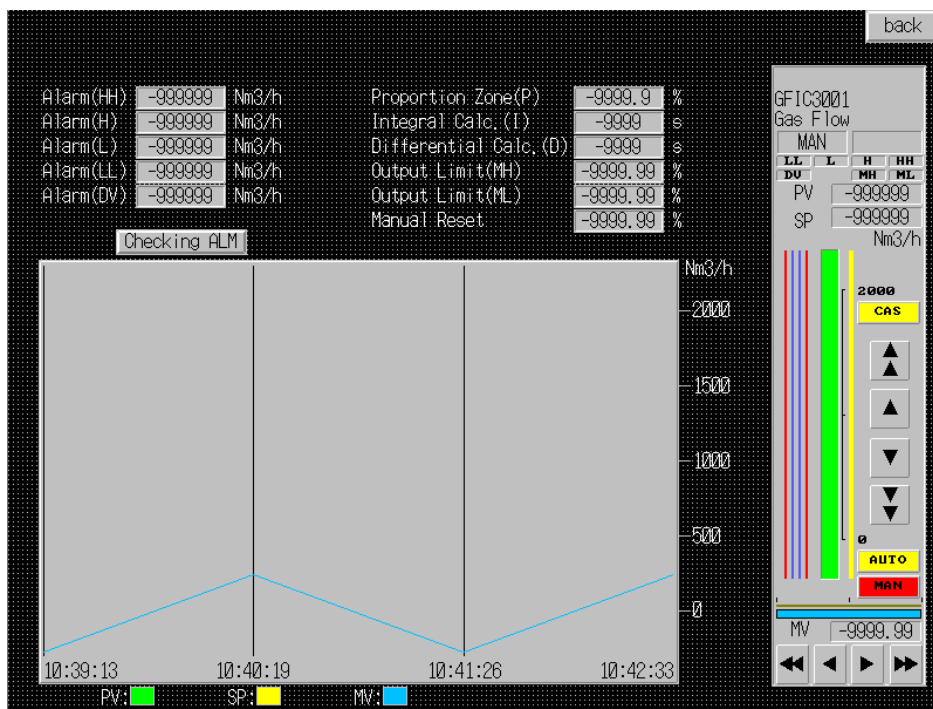 back
Alarm(HH) -999999 Nm3/h
Alarm(H) -999999 Nm3/h
Alarm(L) -999999 Nm3/h
Alarm(LL) -999999 Nm3/h
Alarm(DV) -999999 Nm3/h
Proportion Zone(P) -9999.9 %
Integral Calc.(I) -9999 s
Differential Calc.(D) -9999 s
Output Limit(MH) -9999.99 %
Output Limit(ML) -9999.99 %
Manual Reset -9999.99 %
Checking ALM
Nm3/h
2000
1500
1000
500
0
10:39:13 10:40:19 10:41:26 10:42:33
PV: SP: MV:
GFIC3001
Gas Flow
MAN
LL L H HH
DV MH ML
PV -999999
SP -999999
Nm3/h
2000
CAS
0
AUTO
MAN
MV -9999.99